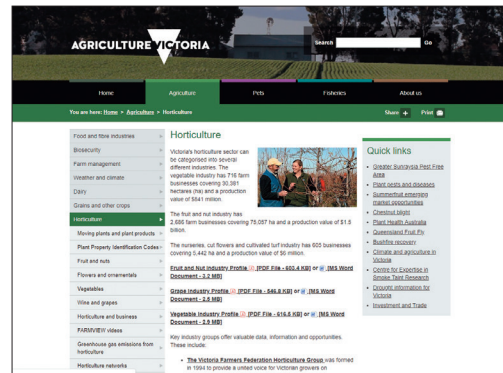 AGRICULTURE VICTORIA
Search
Go
Home
Agriculture
Pets
Fisheries
About us
You are here: Home > Agriculture > Horticulture
Share
Print
Food and fibre industries
Biosecurity
Farm management
Weather and climate
Dairy
Grains and other crops
Horticulture
Moving plants and plant products
Plant Property Identification Codes
Fruit and nuts
Flowers and ornamentals
Vegetables
Wine and grapes
Horticulture and business
FARMVIEW videos
Greenhouse gas emissions from
horticulture
Horticulture networks
Horticulture
Victoria's horticulture sector can
be categorised into several
different industries. The
vegetable industry has 716 farm
businesses covering 30,381
hectares (ha) and a production
value of $841 million.
The fruit and nut industry has
2,686 farm businesses covering 75,057 ha and a production value of $1.5
billion.
The nurseries, cut flowers and cultivated turf industry has 605 businesses
covering 5,442 ha and a production value of $6 million.
Fruit and Nut Industry Profile [PDF File - 603.4 KB] or [MS Word
Document - 3.2 MB]
Grape Industry Profile [PDF File - 546.8 KB] or [MS Word
Document - 2.8 MB]
Vegetable Industry Profile [PDF File - 516.5 KB] or [MS Word
Document - 2.9 MB]
Key industry groups offer valuable data, information and opportunities.
These include:
The Victoria Farmers Federation Horticulture Group was formed
in 1994 to provide a united voice for Victorian growers on
Quick links
Greater Sunraysia Pest Free
Area
Plant pests and diseases
Summerfruit emerging
market opportunities
Chestnut blight
Plant Health Australia
Queensland Fruit Fly
Bushfire recovery
Climate and agriculture in
Victoria
Centre for Expertise in
Smoke Taint Research
Drought Information for
Victoria
Investment and Trade